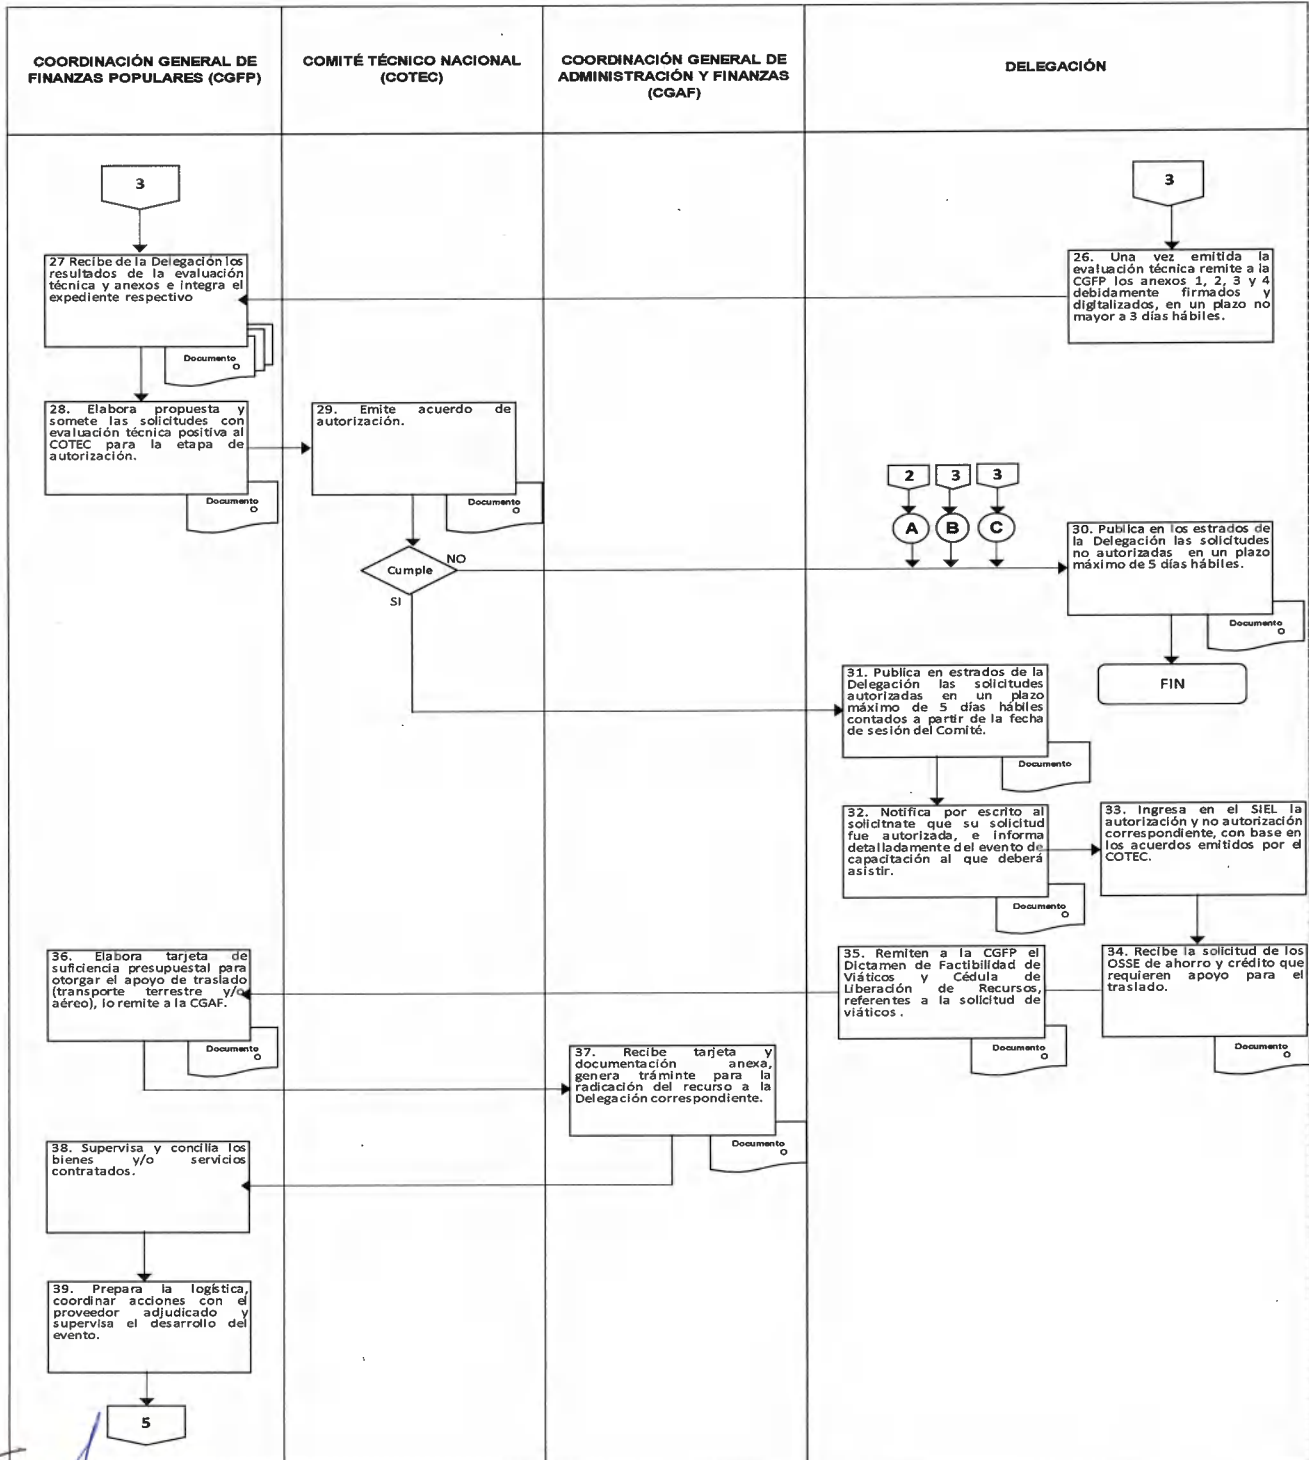 COORDINACIÓN GENERAL DE
FINANZAS POPULARES (CGFP)
COMITÉ TÉCNICO NACIONAL
(COTEC)
COORDINACIÓN GENERAL DE
ADMINISTRACIÓN Y FINANZAS
(CGAF)
DELEGACIÓN
3
3
27 Recibe de la Delegación los
resultados de la evaluación
técnica y anexos e integra el
expediente respectivo
Documento
O
26. Una vez emitida la
evaluación técnica remite a la
CGFP los anexos 1, 2, 3 y 4
debidamente firmados y
digitalizados, en un plazo no
mayor a 3 días hábiles.
28. Elabora propuesta y
somete las solicitudes con
evaluación técnica positiva al
COTEC para la etapa de
autorización.
Documento
O
29. Emite acuerdo de
autorización.
Documento
O
2
3
3
A
B
C
Cumple
NO
SI
30. Publica en los estrados de
la Delegación las solicitudes
no autorizadas en un plazo
máximo de 5 días hábiles.
Documento
O
FIN
31. Publica en estrados de la
Delegación las solicitudes
autorizadas en un plazo
máximo de 5 días hábiles
contados a partir de la fecha
de sesión del Comité.
Documento
32. Notifica por escrito al
solicitnate que su solicitud
fue autorizada, e informa
detalladamente del evento de
capacitación al que deberá
asistir.
Documento
O
33. Ingresa en el SIEL la
autorización y no autorización
correspondiente, con base en
los acuerdos emitidos por el
COTEC.
36. Elabora tarjeta de
suficiencia presupuestal para
otorgar el apoyo de traslado
(transporte terrestre y/o
aéreo), lo remite a la CGAF.
Documento
O
35. Remiten a la CGFP el
Dictamen de Factibilidad de
Viáticos y Cédula de
Liberación de Recursos,
referentes a la solicitud de
viáticos .
Documento
O
34. Recibe la solicitud de los
OSSE de ahorro y crédito que
requieren apoyo para el
traslado.
Documento
O
37. Recibe tarjeta y
documentación anexa,
genera tráminte para la
radicación del recurso a la
Delegación correspondiente.
Documento
O
38. Supervisa y concilia los
bienes y/o servicios
contratados.
39. Prepara la logística,
coordinar acciones con el
proveedor adjudicado y
supervisa el desarrollo del
evento.
5